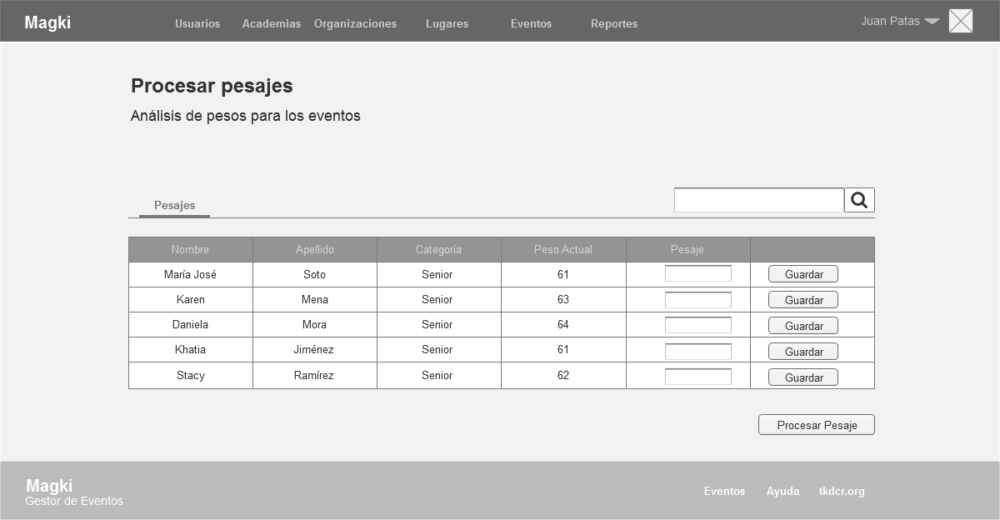 Magki Usuarios Academias Organizaciones Lugares Eventos Reportes Juan Patas
Procesar pesajes
Análisis de pesos para los eventos
Pesajes
Nombre Apellido Categoría Peso Actual Pesaje
María José Soto Senior 61 Guardar
Karen Mena Senior 63 Guardar
Daniela Mora Senior 64 Guardar
Khatia Jiménez Senior 61 Guardar
Stacy Ramírez Senior 62 Guardar
Procesar Pesaje
Magki
Gestor de Eventos
Eventos Ayuda tkdcr.org